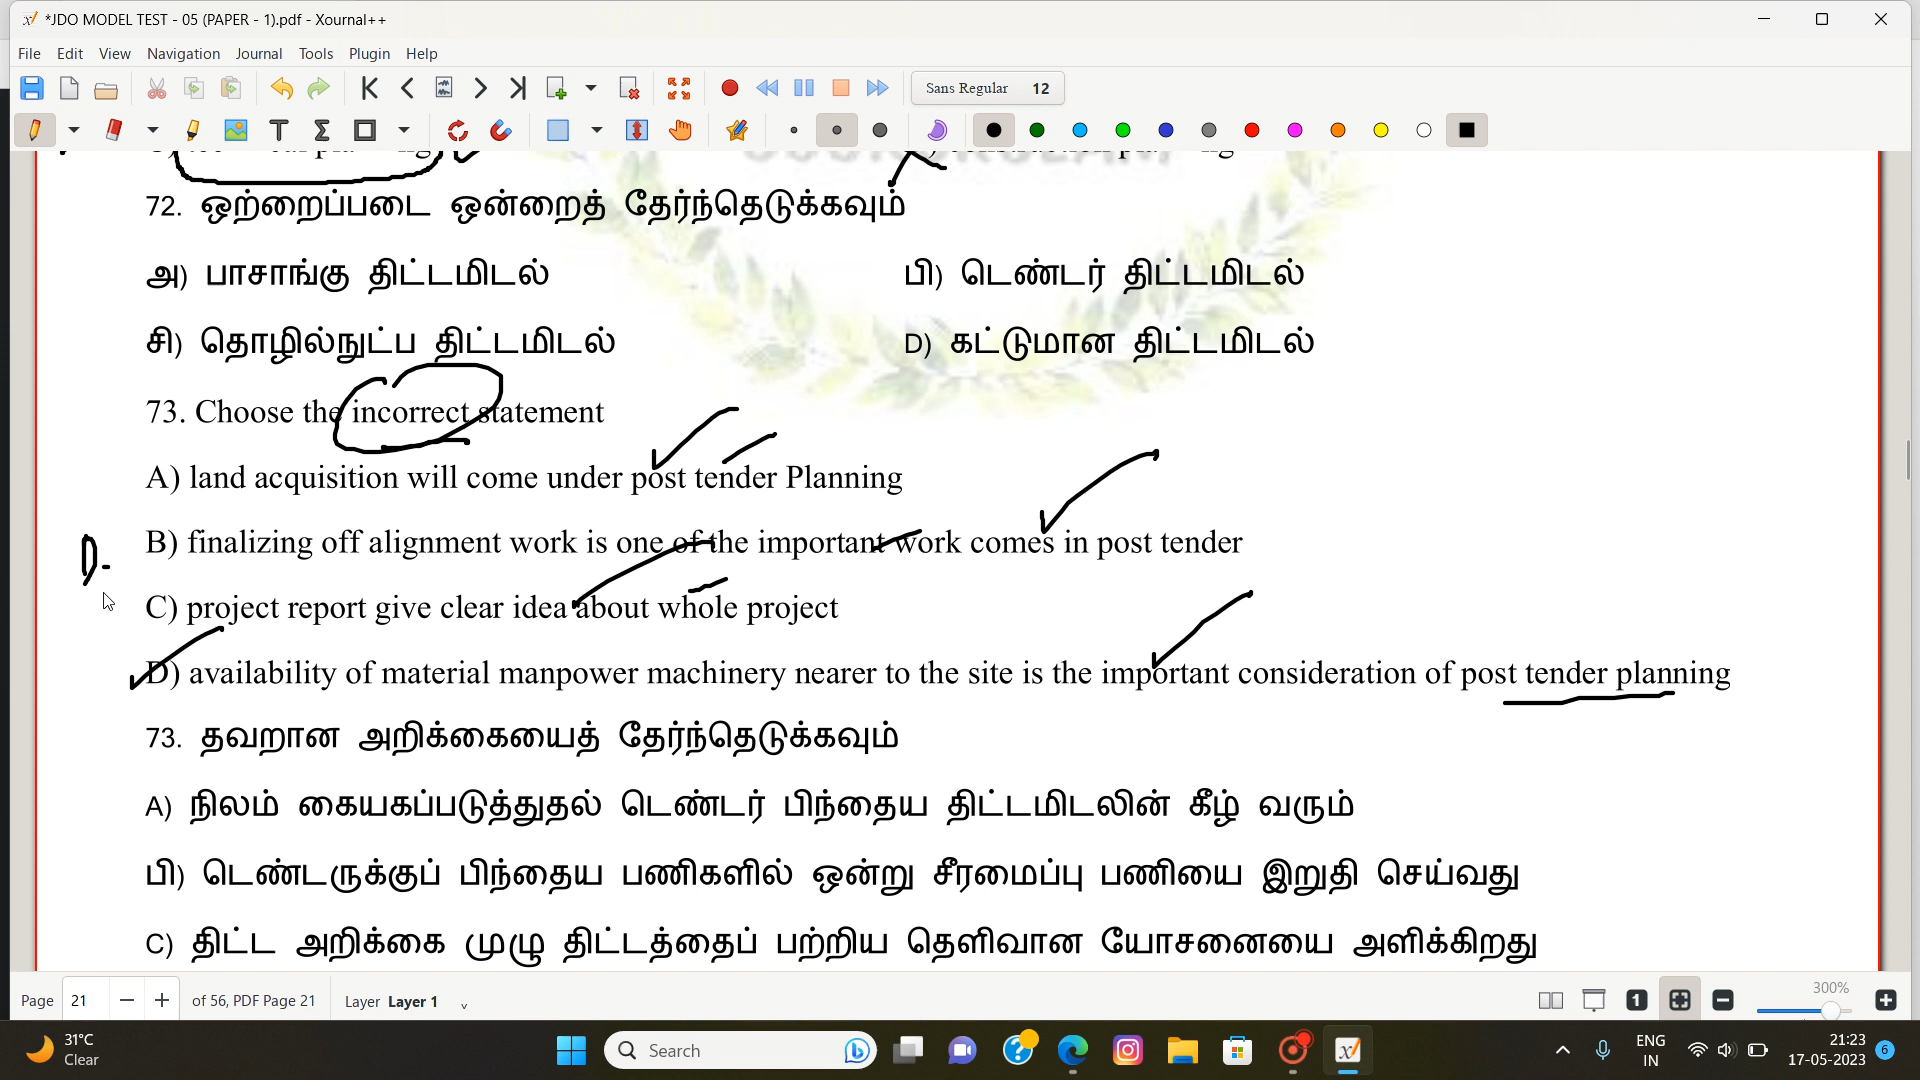 *JDO MODEL TEST - 05 (PAPER - 1).pdf - Xournal++
File Edit View Navigation Journal Tools Plugin Help
Sans Regular 12
72. ஒற்றைப்படை ஒன்றைத் தேர்ந்தெடுக்கவும்
அ) பாசாங்கு திட்டமிடல் பி) டெண்டர் திட்டமிடல்
சி) தொழில்நுட்ப திட்டமிடல் D) கட்டுமான திட்டமிடல்
73. Choose the incorrect statement
A) land acquisition will come under post tender Planning
B) finalizing off alignment work is one of the important work comes in post tender
D.
C) project report give clear idea about whole project
D) availability of material manpower machinery nearer to the site is the important consideration of post tender planning
73. தவறான அறிக்கையைத் தேர்ந்தெடுக்கவும்
A) நிலம் கையகப்படுத்துதல் டெண்டர் பிந்தைய திட்டமிடலின் கீழ் வரும்
பி) டெண்டருக்குப் பிந்தைய பணிகளில் ஒன்று சீரமைப்பு பணியை இறுதி செய்வது
C) திட்ட அறிக்கை முழு திட்டத்தைப் பற்றிய தெளிவான யோசனையை அளிக்கிறது
Page 21 of 56, PDF Page 21 Layer Layer 1 300%
31°C
Clear
Search
ENG
IN
21:23
17-05-2023
6